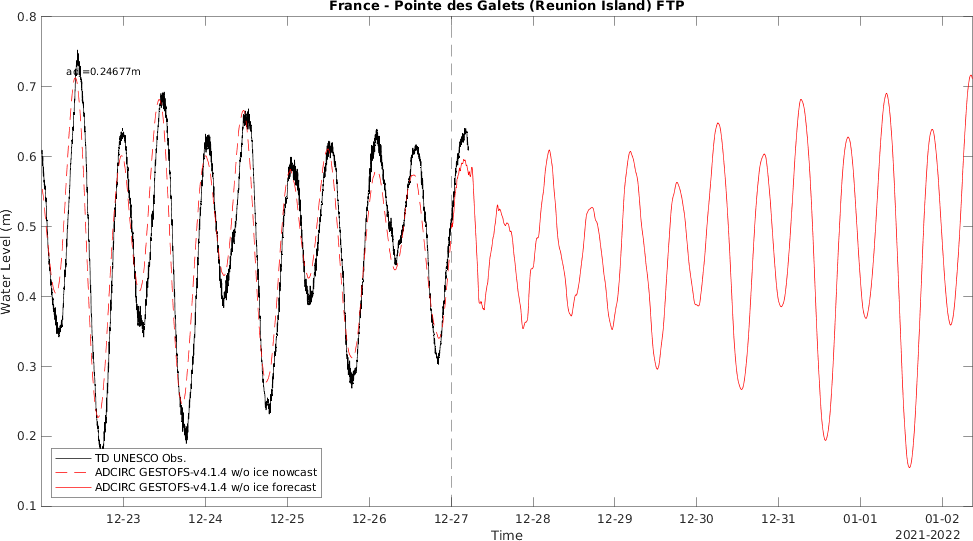 France - Pointe des Galets (Reunion Island) FTP
0.8
0.7
0.6
0.5
0.4
0.3
0.2
0.1
Water Level (m)
=0.24677m
TD UNESCO Obs.
ADCIRC GESTOFS-v4.1.4 w/o ice nowcast
ADCIRC GESTOFS-v4.1.4 w/o ice forecast
12-23 12-24 12-25 12-26 12-27 12-28 12-29 12-30 12-31 01-01 01-02
Time
2021-2022